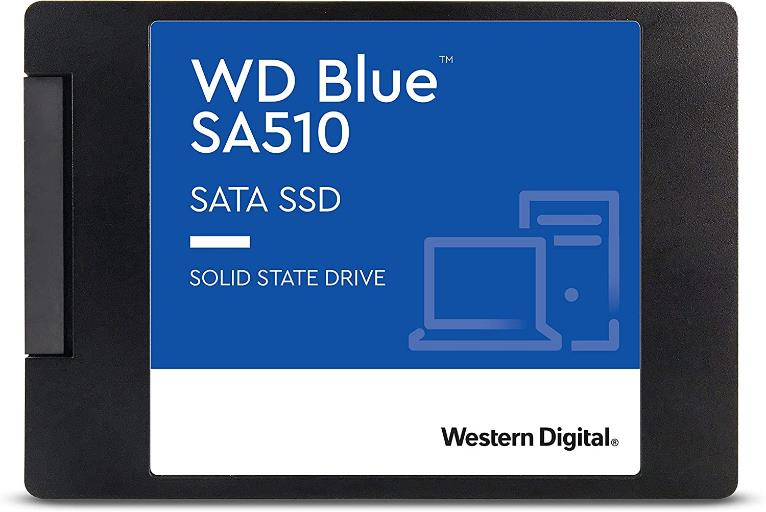 WD Blue™
SA510
SATA SSD
SOLID STATE DRIVE
Western Digital®